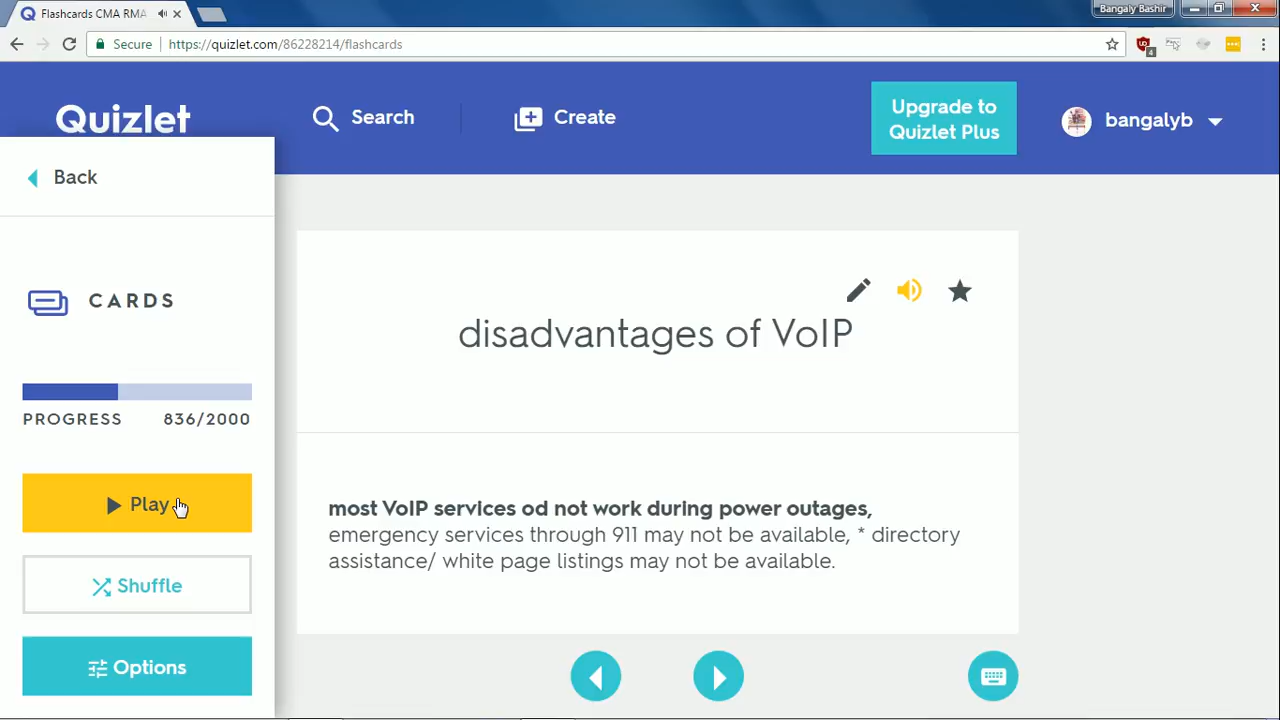 Flashcards CMA RMA
Bangaly Bashir
Secure
https://quizlet.com/86228214/flashcards
4
Quizlet
Search
Create
Upgrade to
Quizlet Plus
bangalyb
Back
CARDS
PROGRESS 836/2000
Play
Shuffle
Options
disadvantages of VoIP
most VoIP services od not work during power outages,
emergency services through 911 may not be available, * directory
assistance/ white page listings may not be available.